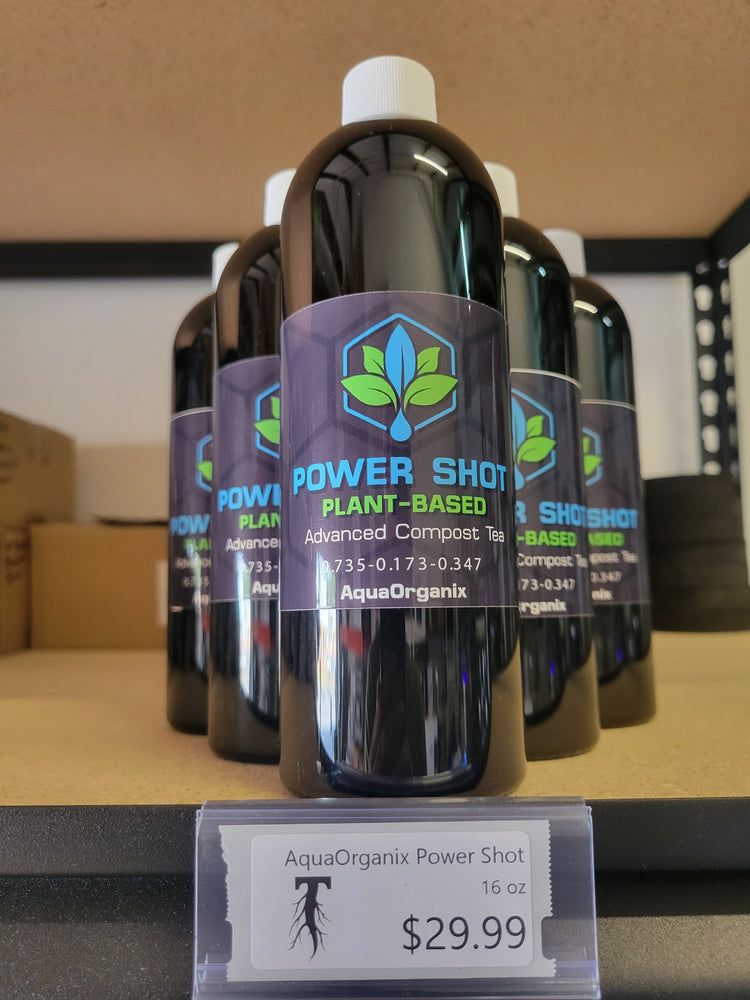 POWER SHOT
PLANT-BASED
Advanced Compost Tea
0.735-0.173-0.347
AquaOrganix
AquaOrganix Power Shot
16 oz
$29.99